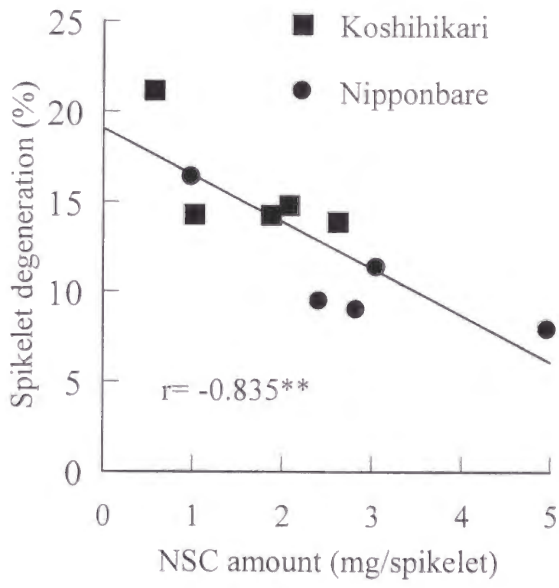 25
20
15
10
5
0
Spikelet degeneration (%)
Koshihikari
Nipponbare
r= -0.835**
0 1 2 3 4 5
NSC amount (mg/spikelet)